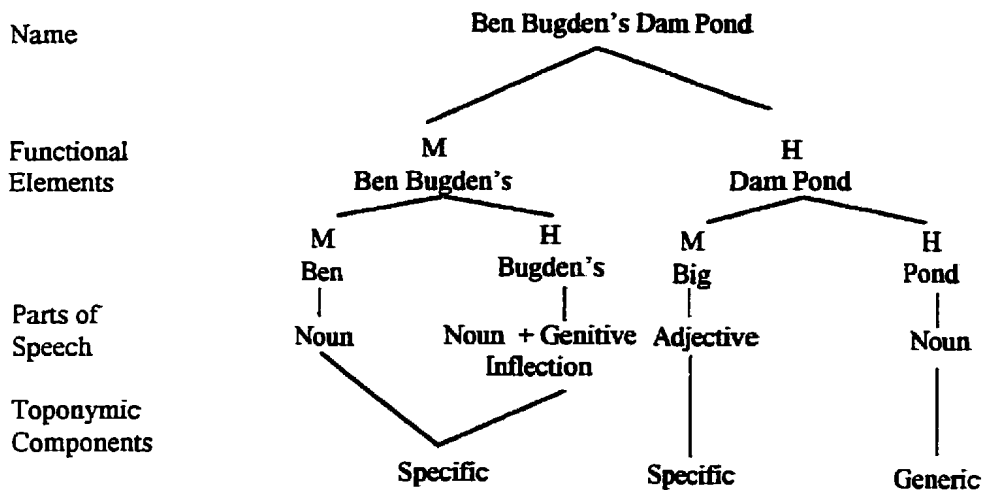 Name
Ben Bugden's Dam Pond
Functional
Elements
M
H
Ben Bugden's
Dam Pond
M
H
M
H
Ben
Bugden's
Big
Pond
Parts of
Speech
Noun
Noun + Genitive
Inflection
Adjective
Noun
Toponymic
Components
Specific
Specific
Generic